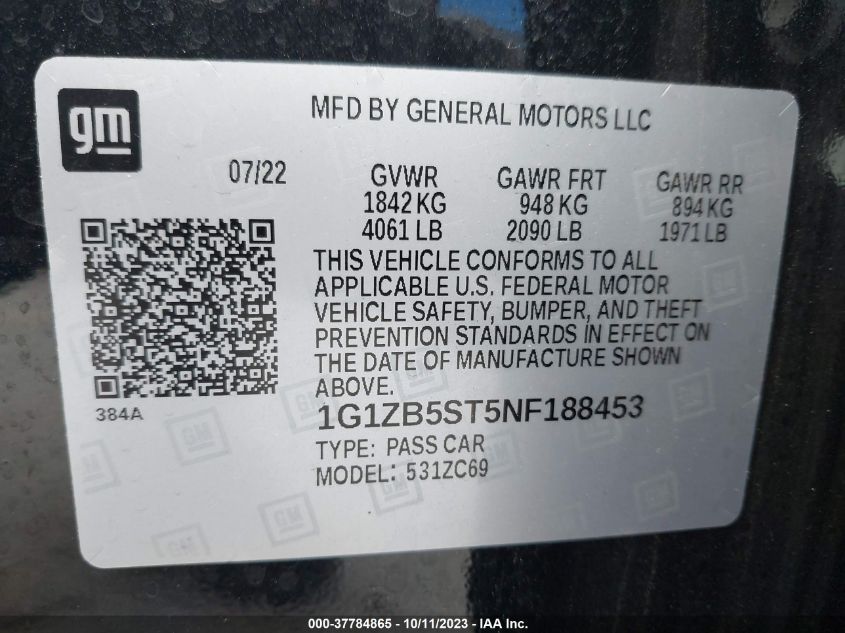 gm
MFD BY GENERAL MOTORS LLC
07/22
GVWR GAWR FRT GAWR RR
1842 KG 948 KG 894 KG
4061 LB 2090 LB 1971 LB
THIS VEHICLE CONFORMS TO ALL
APPLICABLE U.S. FEDERAL MOTOR
VEHICLE SAFETY, BUMPER, AND THEFT
PREVENTION STANDARDS IN EFFECT ON
THE DATE OF MANUFACTURE SHOWN
ABOVE.
384A
1G1ZB5ST5NF188453
TYPE: PASS CAR
MODEL: 531ZC69
000-37784865 - 10/11/2023 - IAA Inc.